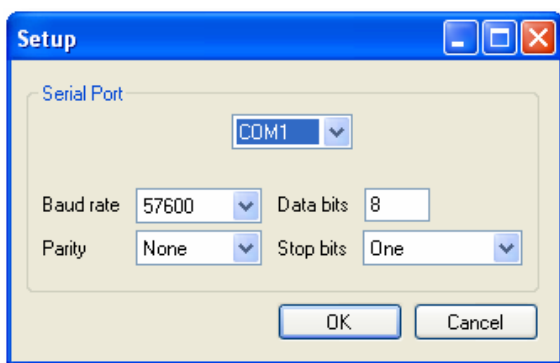 Setup
Serial Port
COM1
Baud rate 57600 Data bits 8
Parity None Stop bits One
OK Cancel